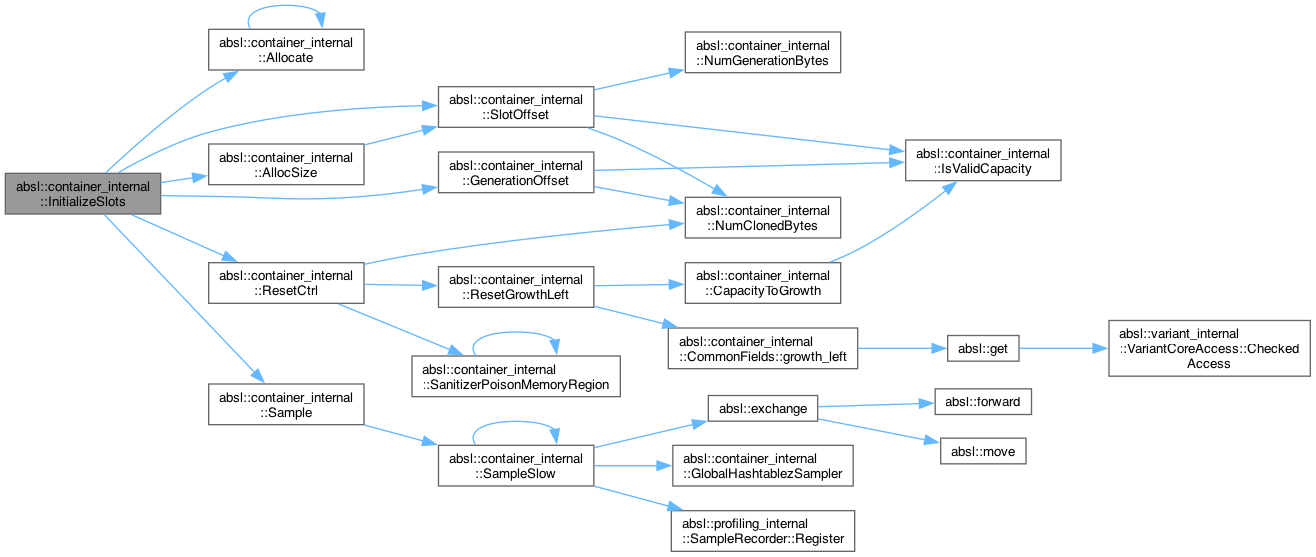 absl::container_internal
::InitializeSlots
absl::container_internal
::Allocate
absl::container_internal
::SlotOffset
absl::container_internal
::AllocSize
absl::container_internal
::GenerationOffset
absl::container_internal
::ResetCtrl
absl::container_internal
::Sample
absl::container_internal
::NumGenerationBytes
absl::container_internal
::IsValidCapacity
absl::container_internal
::NumClonedBytes
absl::container_internal
::ResetGrowthLeft
absl::container_internal
::CapacityToGrowth
absl::container_internal
::CommonFields::growth_left
absl::get
absl::variant_internal
::VariantCoreAccess::Checked
Access
absl::container_internal
::SanitizerPoisonMemoryRegion
absl::container_internal
::SampleSlow
absl::exchange
absl::forward
absl::move
absl::container_internal
::GlobalHashtablezSampler
absl::profiling_internal
::SampleRecorder::Register